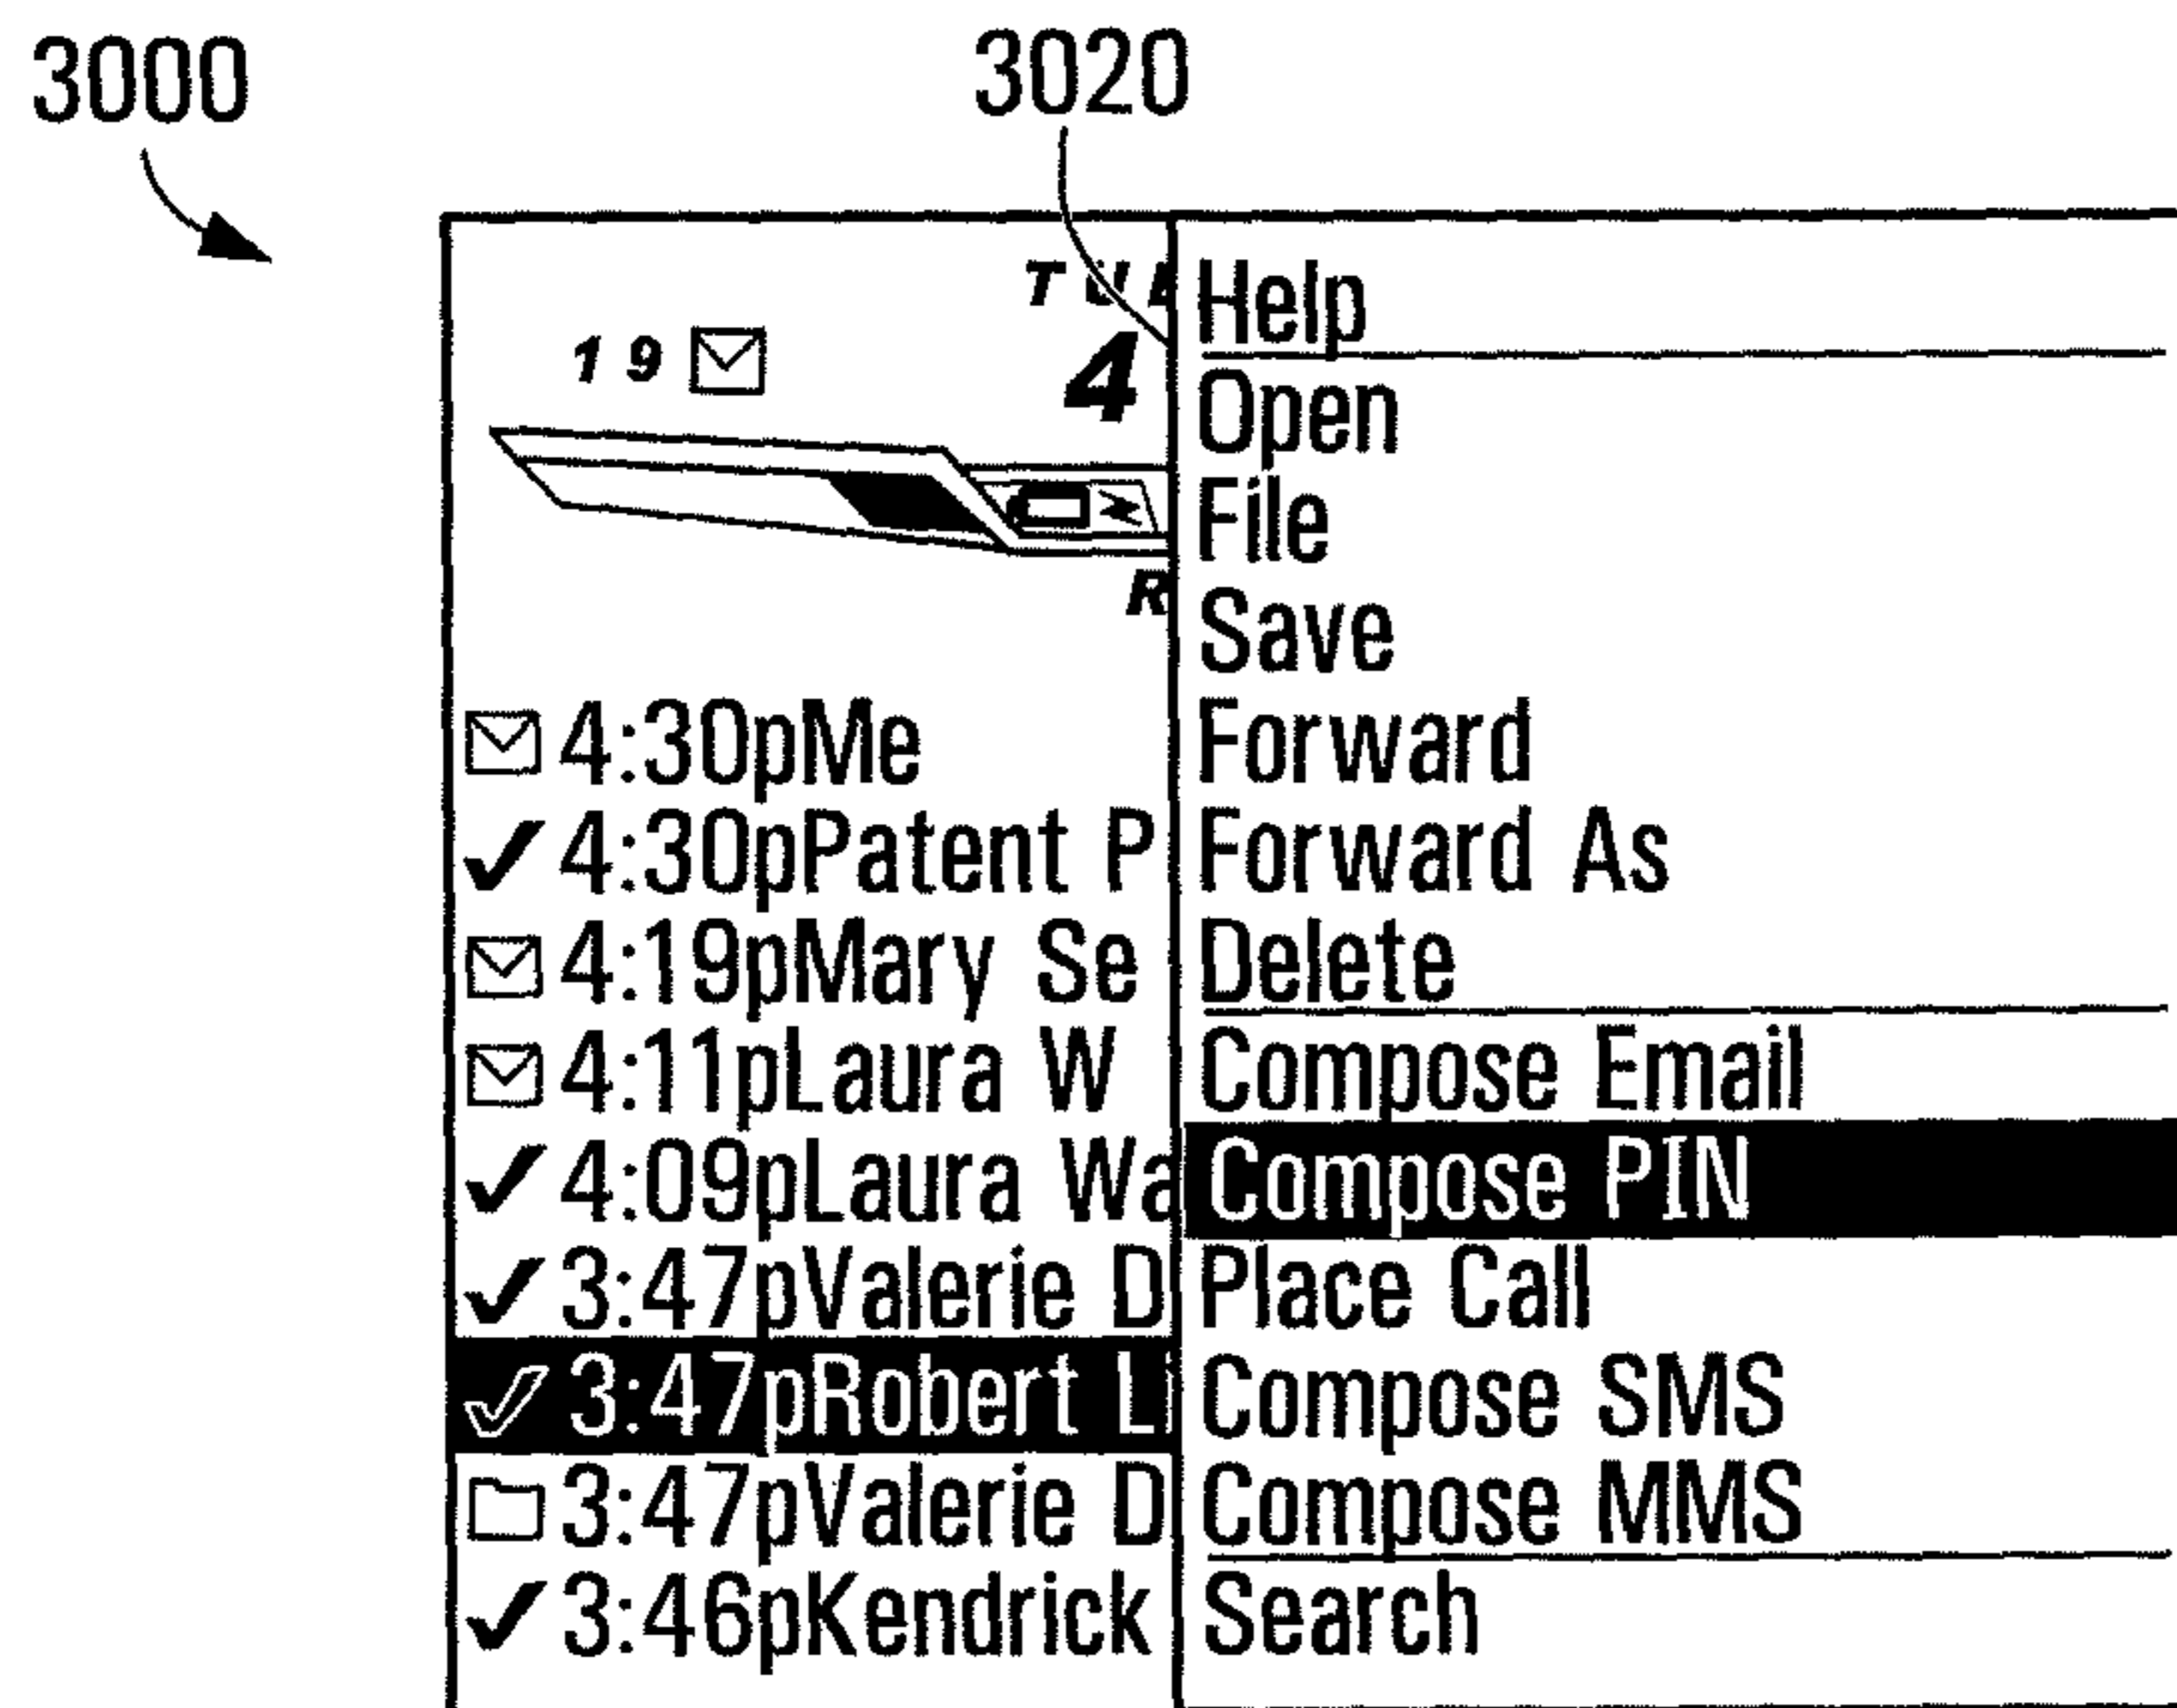 3000
3020
19
4
R
4:30pMe
4:30pPatent P
4:19pMary Se
4:11pLaura W
4:09pLaura Wa
3:47pValerie D
3:47pRobert L
3:47pValerie D
3:46pKendrick
Help
Open
File
Save
Forward
Forward As
Delete
Compose Email
Compose PIN
Place Call
Compose SMS
Compose MMS
Search